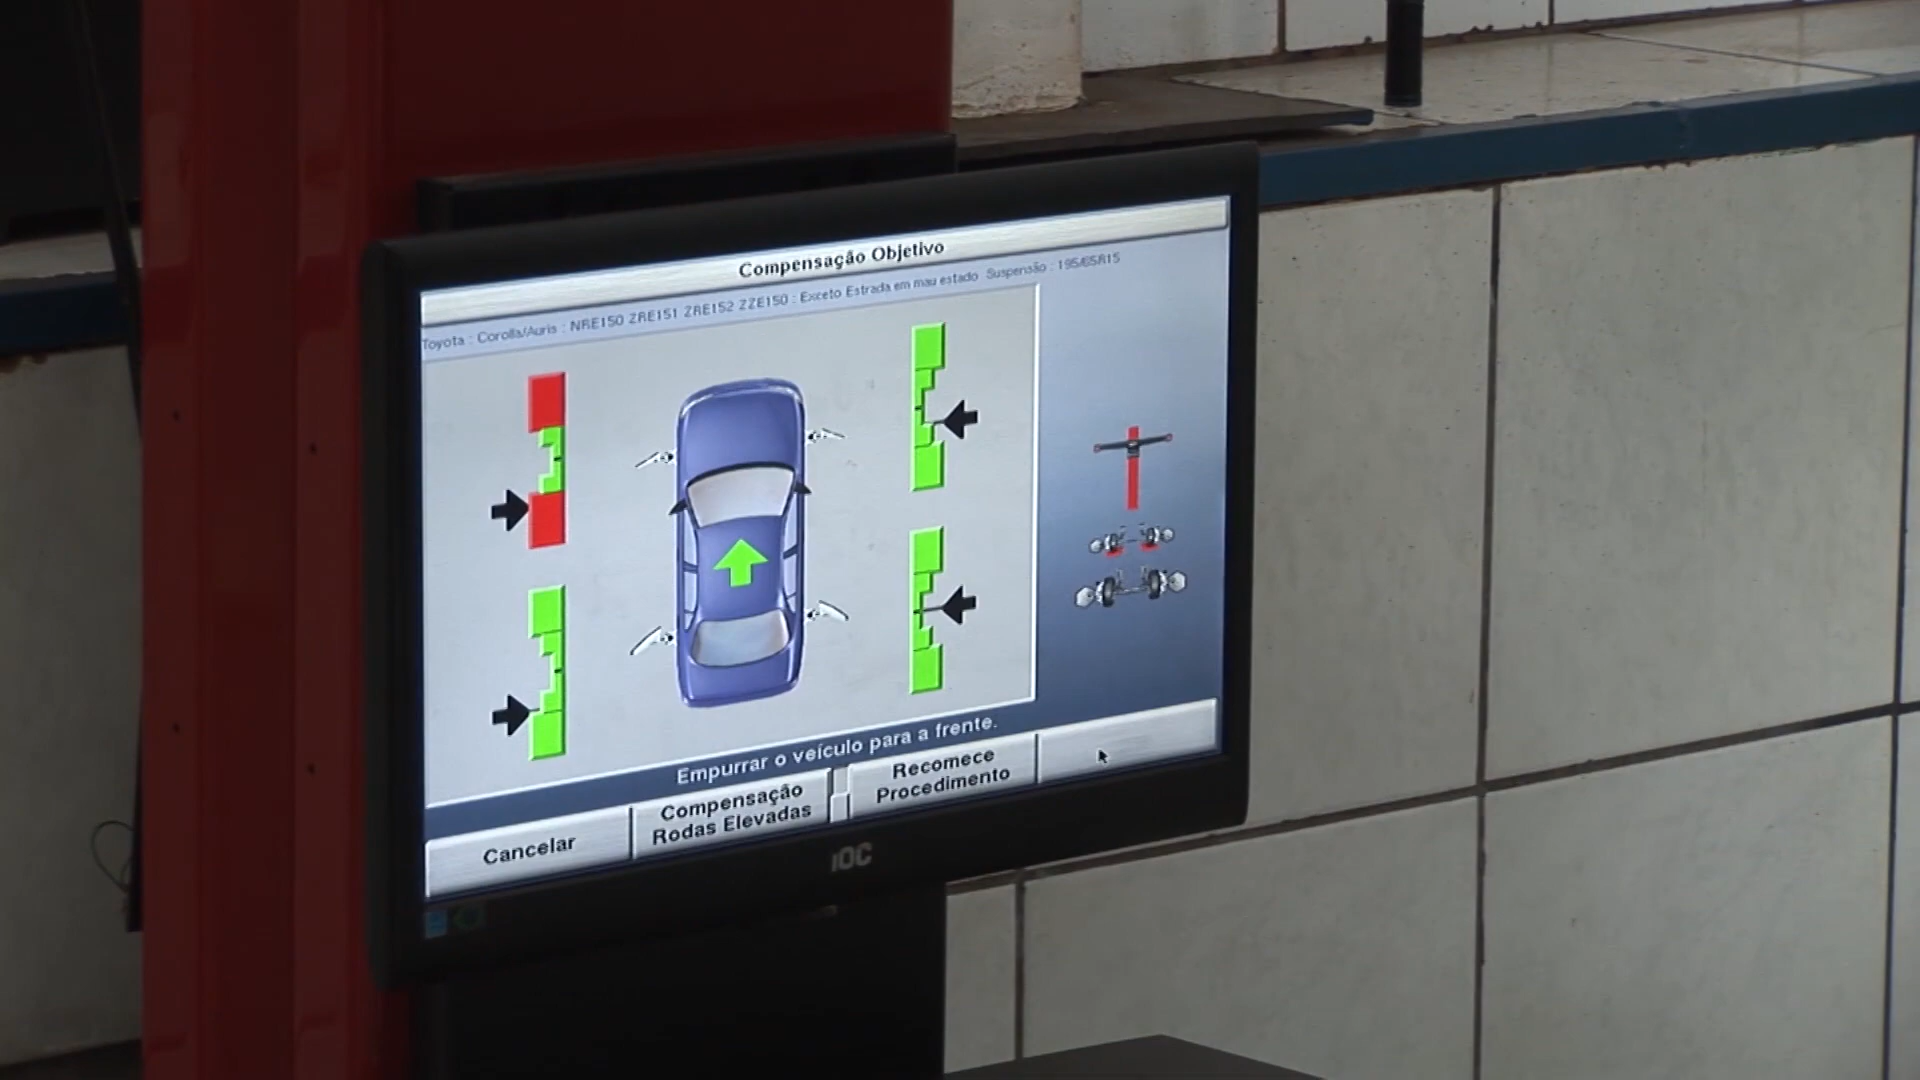 Compensação Objetivo
Toyota : Corolla/Auris : NRE150 ZRE151 ZRE152 ZZE150 : Exceto Estrada em mau estado Suspensão : 195/65R15
Empurrar o veículo para a frente.
Cancelar
Compensação
Rodas Elevadas
Recomece
Procedimento
AOC